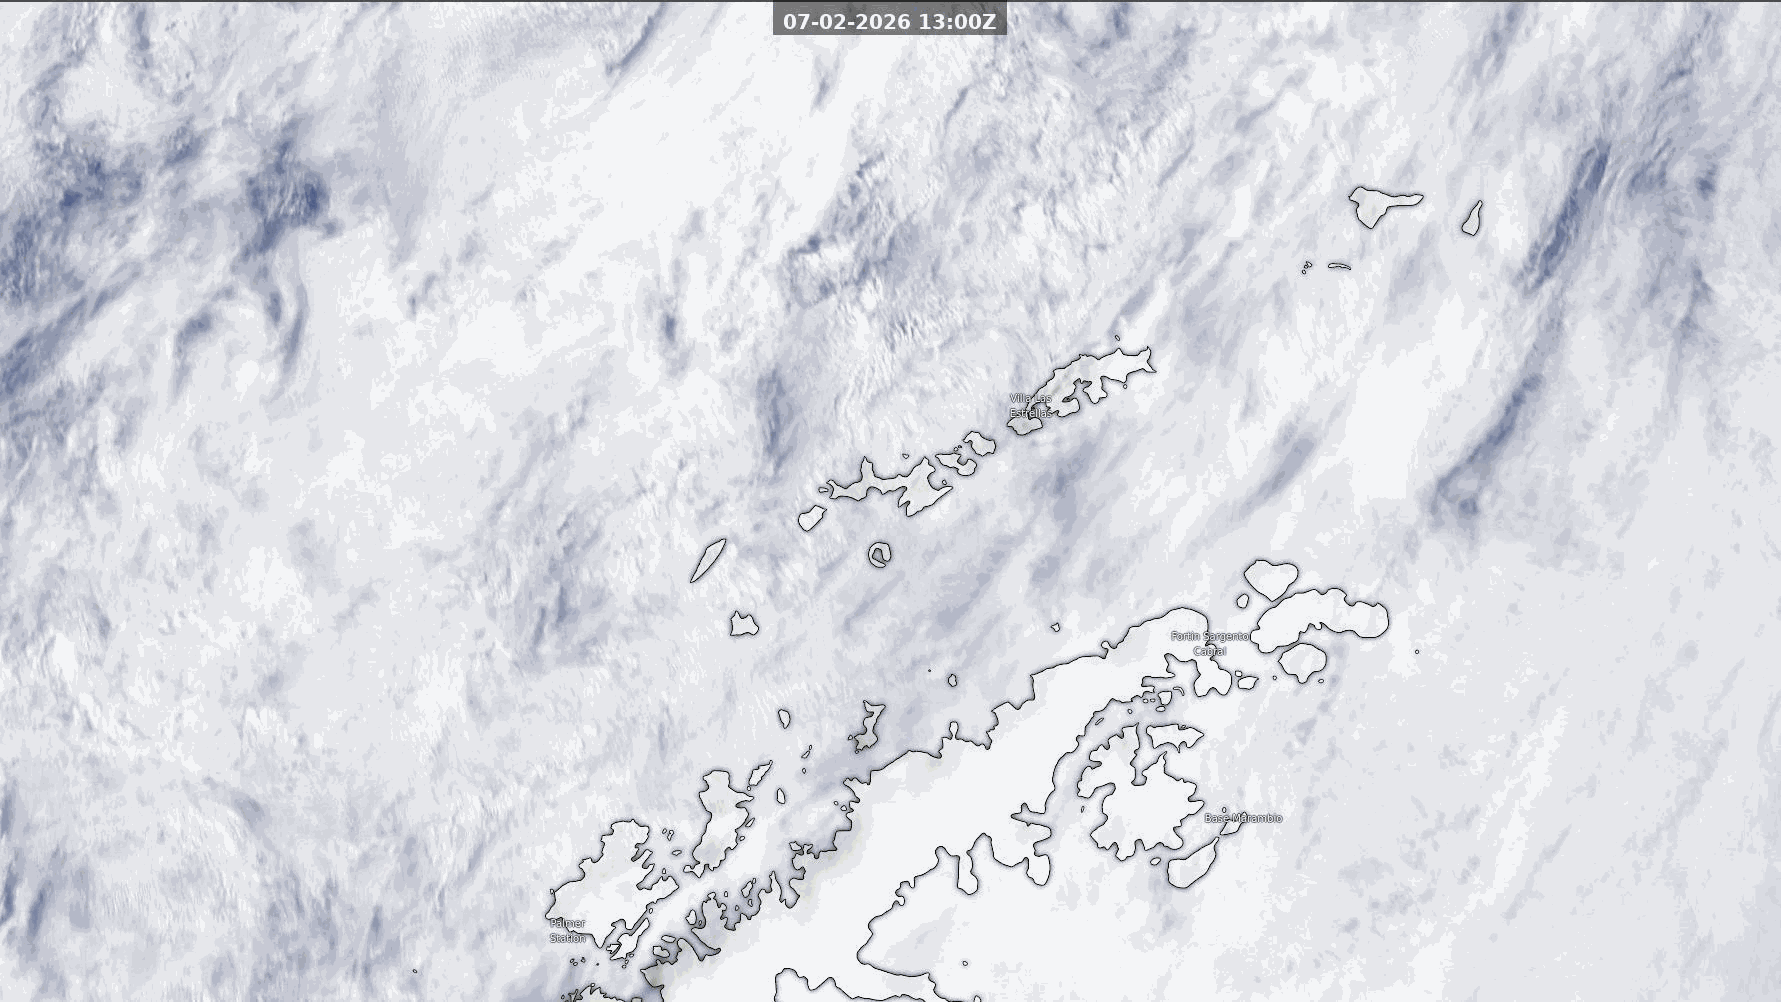 07-02-2026 13:00Z
Villa Las
Estrellas
Fortín Sargento
Cabral
Base Marambio
Palmer
Station